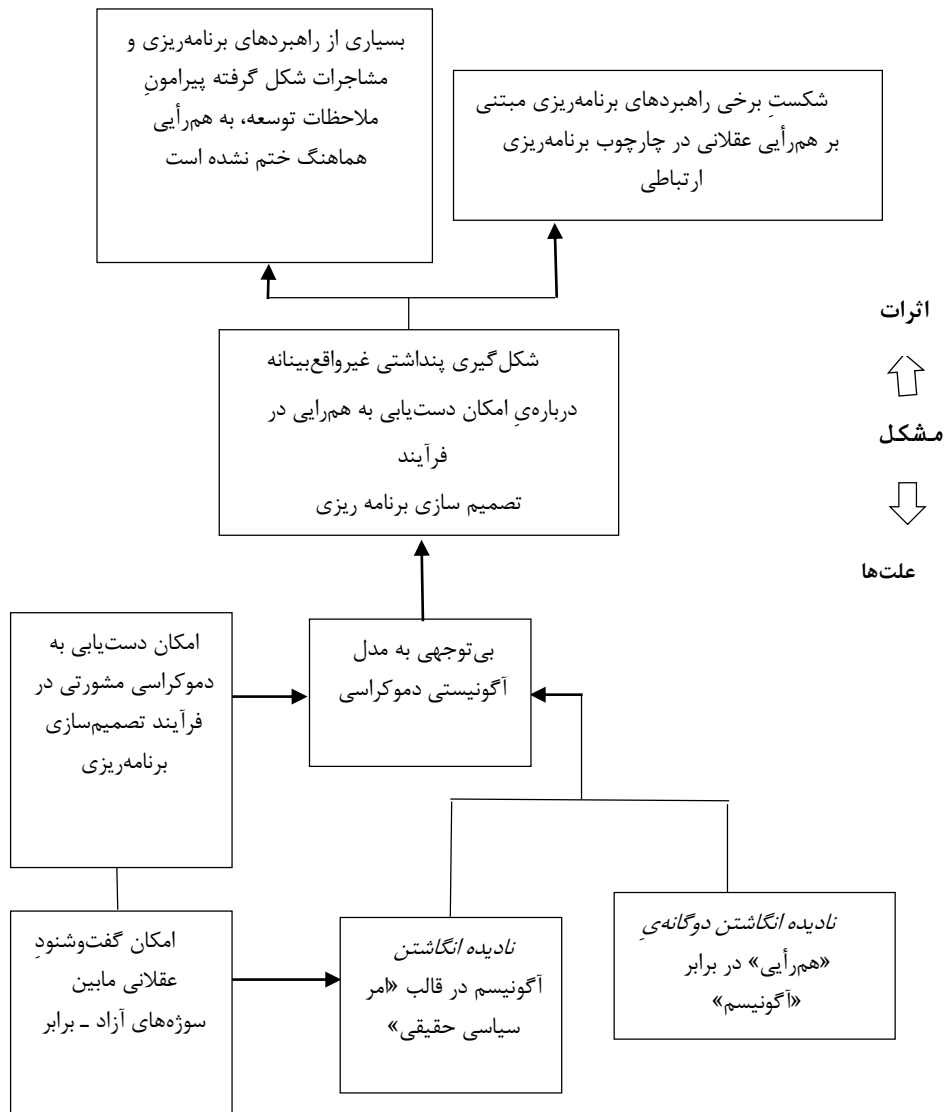 بسیاری از راهبردهای برنامه‌ریزی و
مشاجرات شکل گرفته پیرامونِ
ملاحظات توسعه، به هم‌رأیی
هماهنگ ختم نشده است
شکستِ برخی راهبردهای برنامه‌ریزی مبتنی
بر هم‌رأیی عقلانی در چارچوب برنامه‌ریزی
ارتباطی
اثرات
مشکل
علت‌ها
شکل‌گیری پنداشتی غیرواقع‌بینانه
درباره‌یِ امکان دست‌یابی به هم‌رایی در
فرآیند
تصمیم سازی برنامه ریزی
امکان دست‌یابی به
دموکراسی مشورتی در
فرآیند تصمیم‌سازی
برنامه‌ریزی
بی‌توجهی به مدل
آگونیستی دموکراسی
نادیده انگاشتن دوگانه‌یِ
«هم‌رأیی» در برابر
«آگونیسم»
نادیده انگاشتن
آگونیسم در قالب «امر
سیاسی حقیقی»
امکان گفت‌وشنودِ
عقلانی مابین
سوژه‌های آزاد ـ برابر